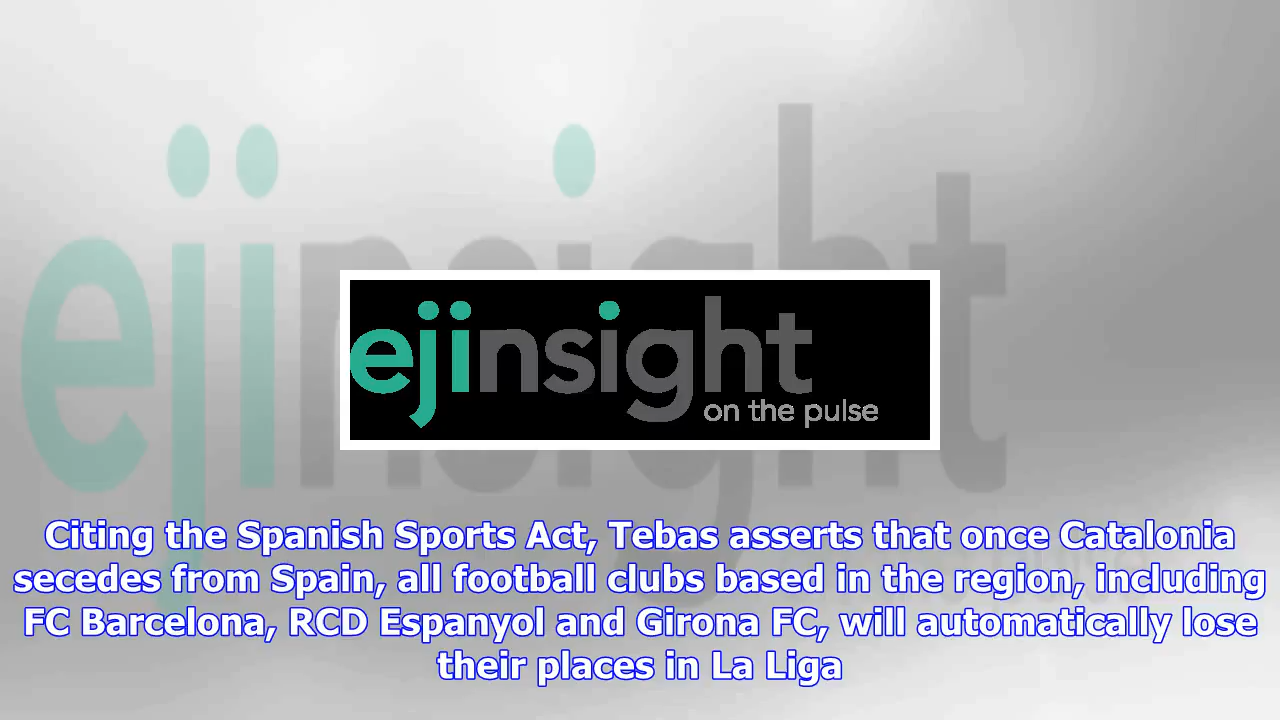 ejinsight
ejinsight
on the pulse
Citing the Spanish Sports Act, Tebas asserts that once Catalonia
secedes from Spain, all football clubs based in the region, including
FC Barcelona, RCD Espanyol and Girona FC, will automatically lose
their places in La Liga